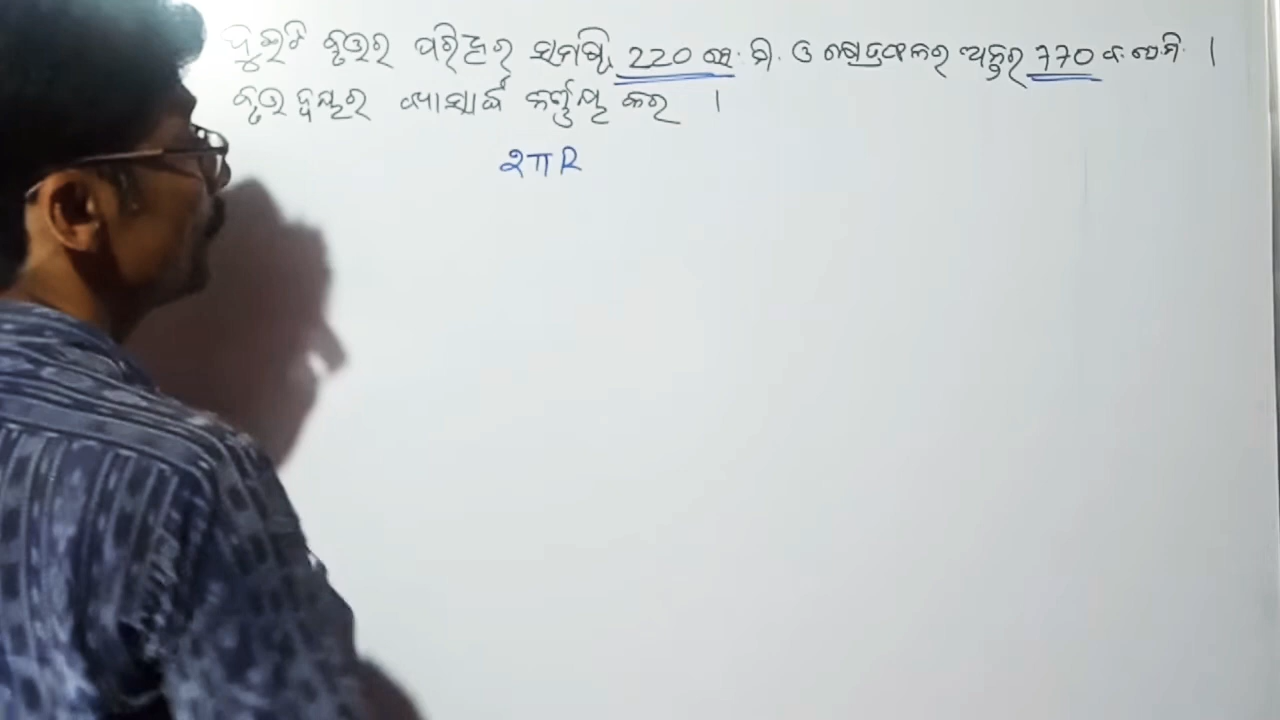 ଦୁଇଟି ବୃତ୍ତର ପରିଧିର ସମଷ୍ଟି 220 ସେ. ମି. ଓ କ୍ଷେତ୍ରଫଳର ଅନ୍ତର 770 ବ. ସେମି. ।
ବୃତ୍ତ ଦ୍ୱୟର ବ୍ୟାସାର୍ଦ୍ଧ ନିର୍ଣ୍ଣୟ କର ।
2πR